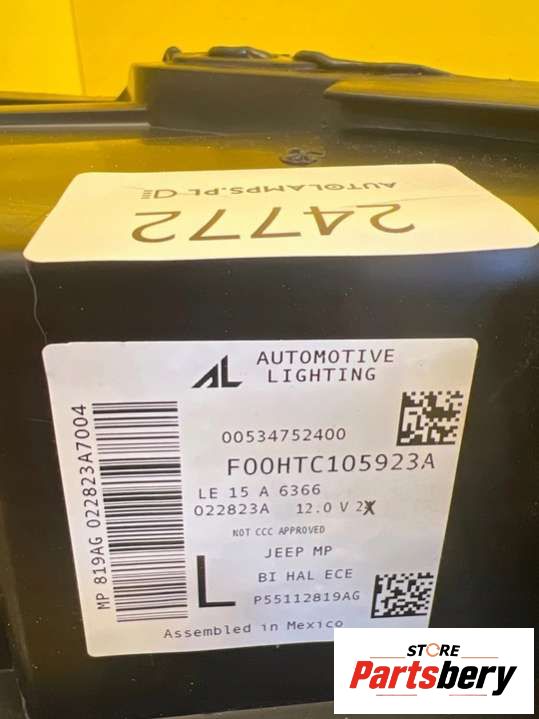 AUTOLAMPS.PL
24772
AL AUTOMOTIVE
LIGHTING
00534752400
F00HTC105923A
LE 15 A 6366
022823A 12.0 V 2X
NOT CCC APPROVED
JEEP MP
L
BI HAL ECE
P55112819AG
Assembled in Mexico
MP 819AG 022823A7004
STORE
Partsbery